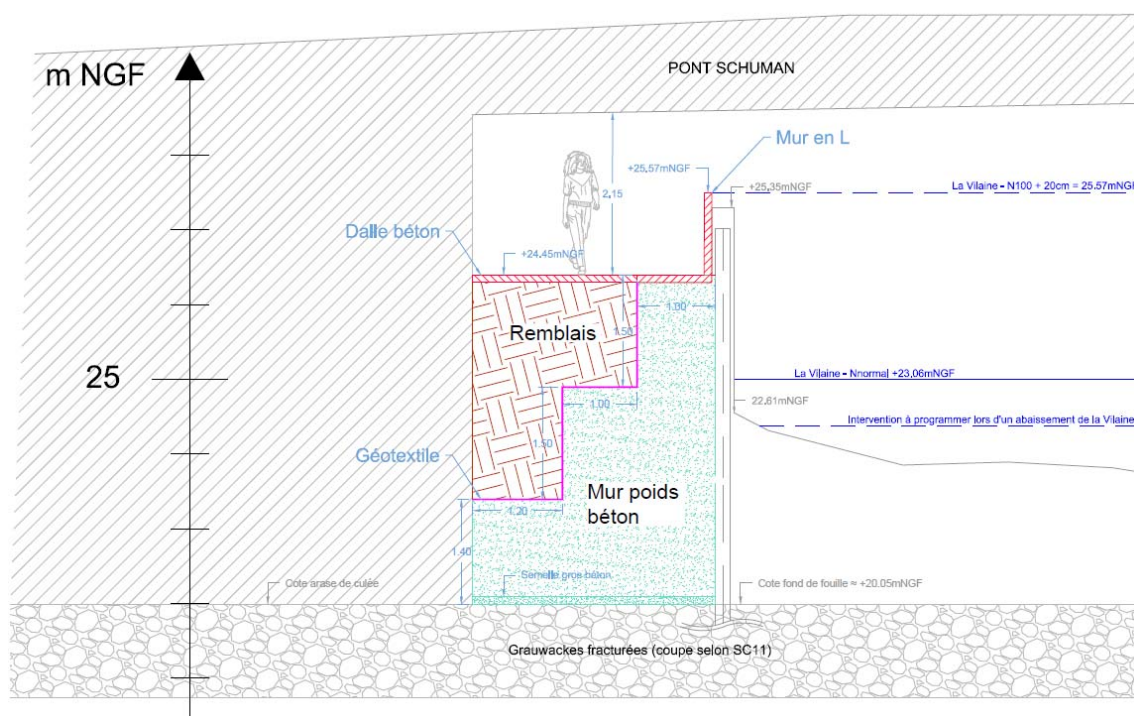 m NGF
PONT SCHUMAN
Mur en L
+25.57mNGF
+25.35mNGF
La Vilaine - N100 + 20cm = 25.57mNGF
2.15
Dalle béton
+24.45mNGF
1.00
Remblais
1.50
25
La Vilaine - Nnormal +23,06mNGF
1.00
22.61mNGF
Intervention à programmer lors d'un abaissement de la Vilaine
1.50
Géotextile
Mur poids
béton
1.20
1.40
Semelle gros béton
Cote arase de culée
Cote fond de fouille ≈ +20.05mNGF
Grauwackes fracturées (coupe selon SC11)